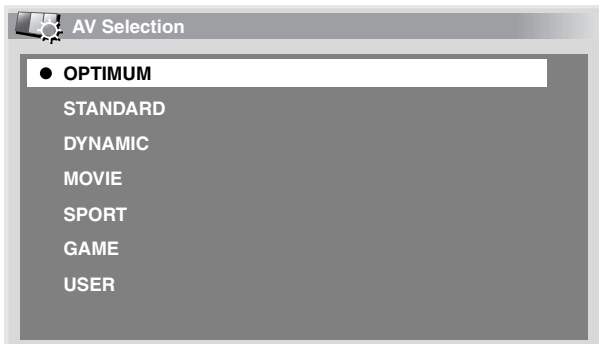 AV Selection
OPTIMUM
STANDARD
DYNAMIC
MOVIE
SPORT
GAME
USER